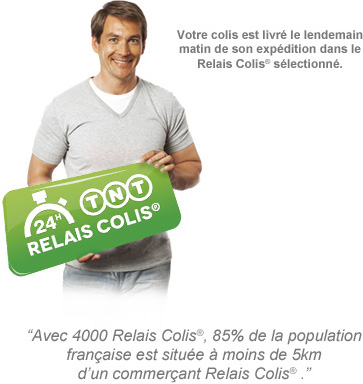 Votre colis est livré le lendemain
matin de son expédition dans le
Relais Colis® sélectionné.
24H
TNT
RELAIS COLIS®
“Avec 4000 Relais Colis®, 85% de la population
française est située à moins de 5km
d’un commerçant Relais Colis® .”